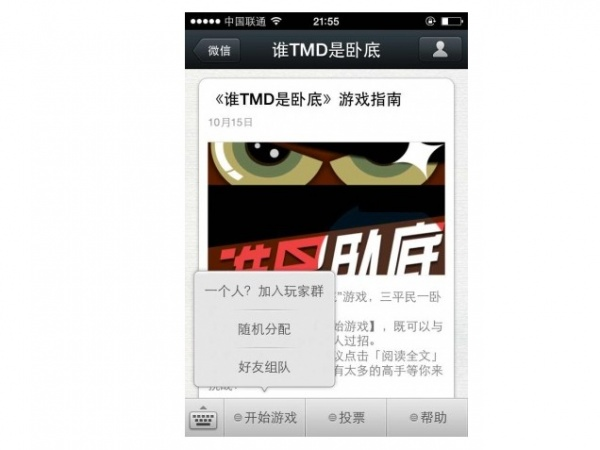 中国联通
21:55
微信
谁TMD是卧底
《谁TMD是卧底》游戏指南
10月15日
谁是卧底
一个人？加入玩家群
"游戏，三平民一卧
随机分配
始游戏】，既可以与
人过招。
好友组队
议点击「阅读全文」
有太多的高手等你来
开始游戏
投票
帮助